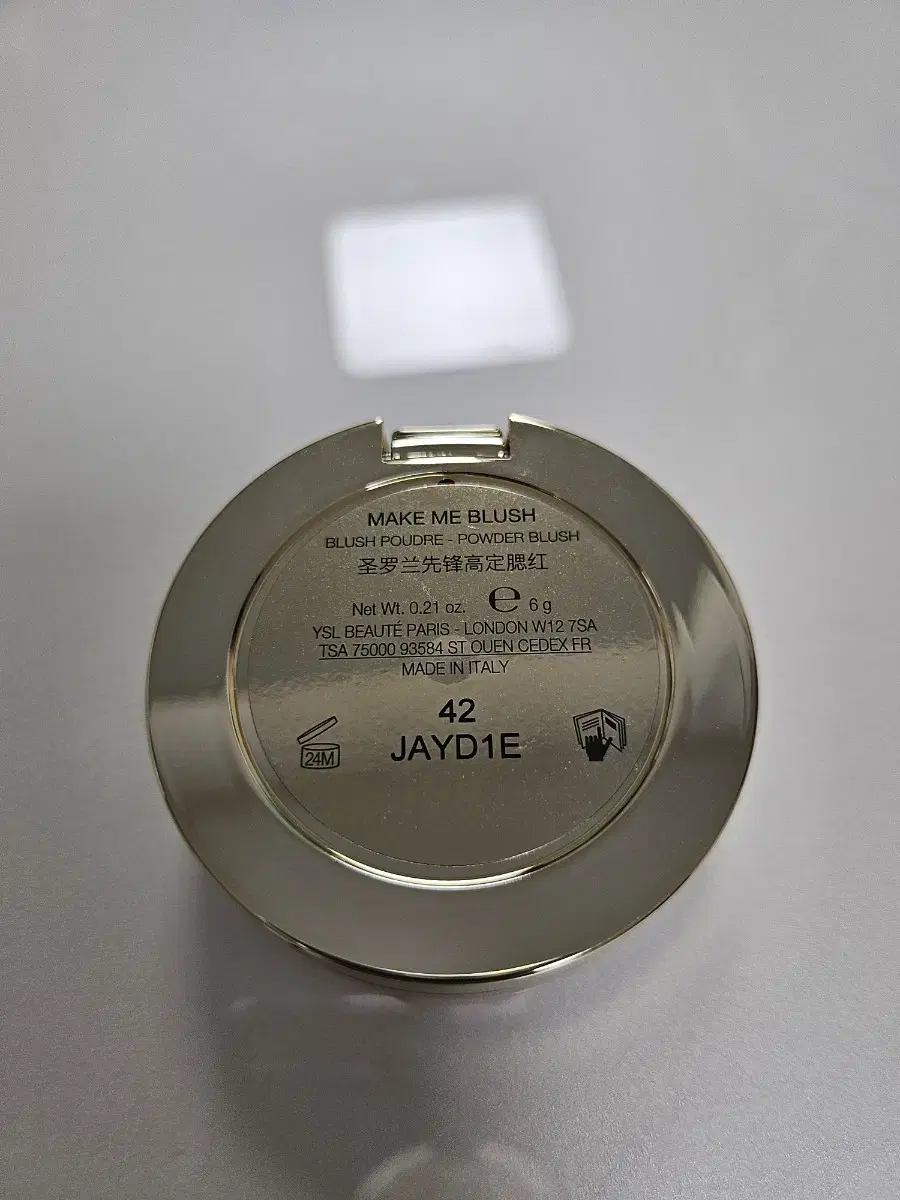 MAKE ME BLUSH
BLUSH POUDRE - POWDER BLUSH
圣罗兰先锋高定腮红
Net Wt. 0.21 oz. ℮ 6 g
YSL BEAUTÉ PARIS - LONDON W12 7SA
TSA 75000 93584 ST OUEN CEDEX FR
MADE IN ITALY
42
JAYD1E
24M